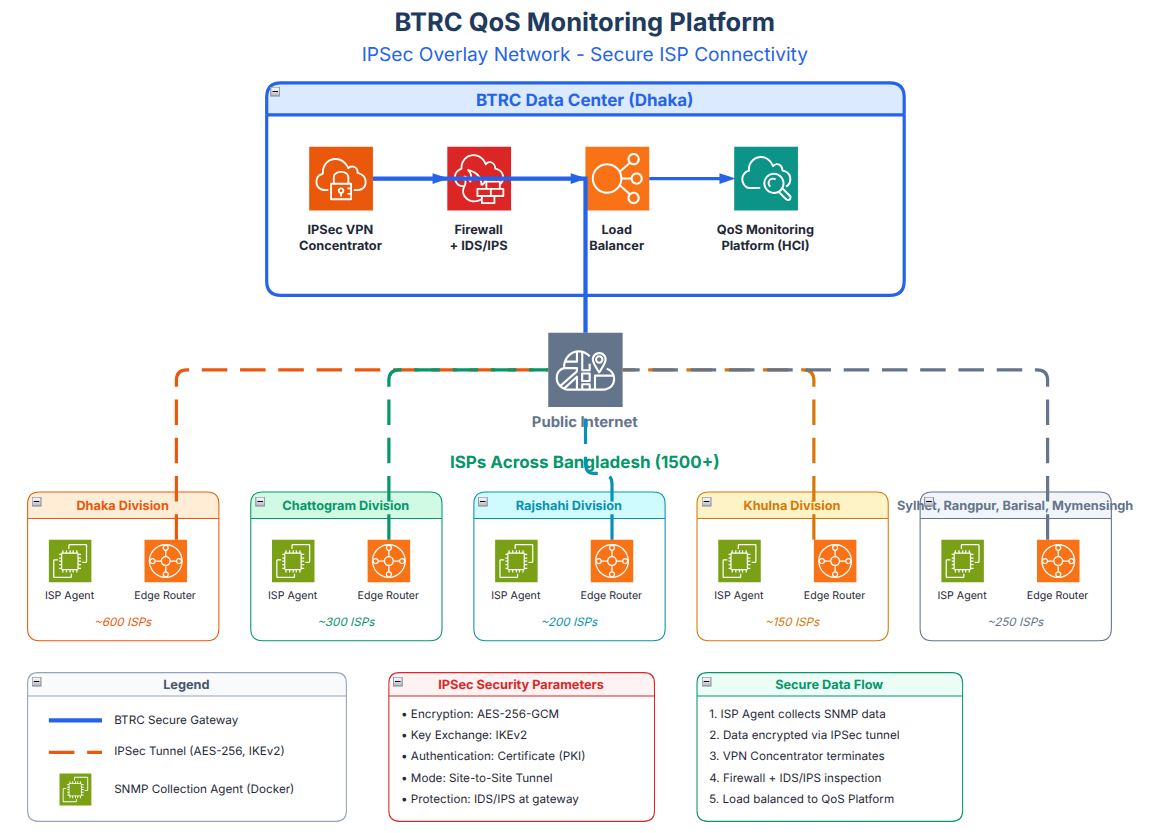 BTRC QoS Monitoring Platform
IPSec Overlay Network - Secure ISP Connectivity
BTRC Data Center (Dhaka)
IPSec VPN
Concentrator
Firewall
+ IDS/IPS
Load
Balancer
QoS Monitoring
Platform (HCI)
Public Internet
ISPs Across Bangladesh (1500+)
Dhaka Division
ISP Agent
Edge Router
~600 ISPs
Chattogram Division
ISP Agent
Edge Router
~300 ISPs
Rajshahi Division
ISP Agent
Edge Router
~200 ISPs
Khulna Division
ISP Agent
Edge Router
~150 ISPs
Sylhet, Rangpur, Barisal, Mymensingh
ISP Agent
Edge Router
~250 ISPs
Legend
BTRC Secure Gateway
IPSec Tunnel (AES-256, IKEv2)
SNMP Collection Agent (Docker)
IPSec Security Parameters
• Encryption: AES-256-GCM
• Key Exchange: IKEv2
• Authentication: Certificate (PKI)
• Mode: Site-to-Site Tunnel
• Protection: IDS/IPS at gateway
Secure Data Flow
1. ISP Agent collects SNMP data
2. Data encrypted via IPSec tunnel
3. VPN Concentrator terminates
4. Firewall + IDS/IPS inspection
5. Load balanced to QoS Platform